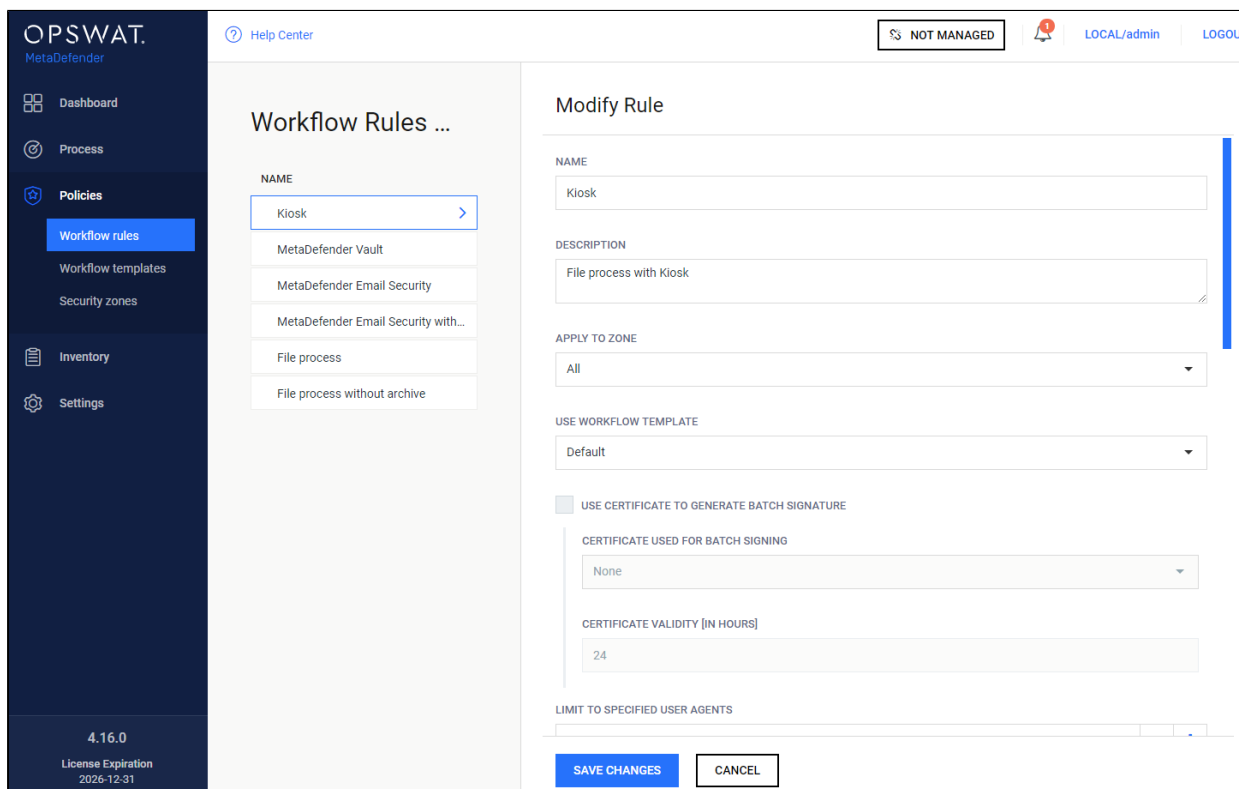 OPSWAT.
MetaDefender
Dashboard
Process
Policies
Workflow rules
Workflow templates
Security zones
Inventory
Settings
4.16.0
License Expiration
2026-12-31
Help Center
NOT MANAGED
1
LOCAL/admin
LOGOU
Workflow Rules ...
NAME
Kiosk
MetaDefender Vault
MetaDefender Email Security
MetaDefender Email Security with...
File process
File process without archive
Modify Rule
NAME
Kiosk
DESCRIPTION
File process with Kiosk
APPLY TO ZONE
All
USE WORKFLOW TEMPLATE
Default
USE CERTIFICATE TO GENERATE BATCH SIGNATURE
CERTIFICATE USED FOR BATCH SIGNING
None
CERTIFICATE VALIDITY [IN HOURS]
24
LIMIT TO SPECIFIED USER AGENTS
SAVE CHANGES
CANCEL